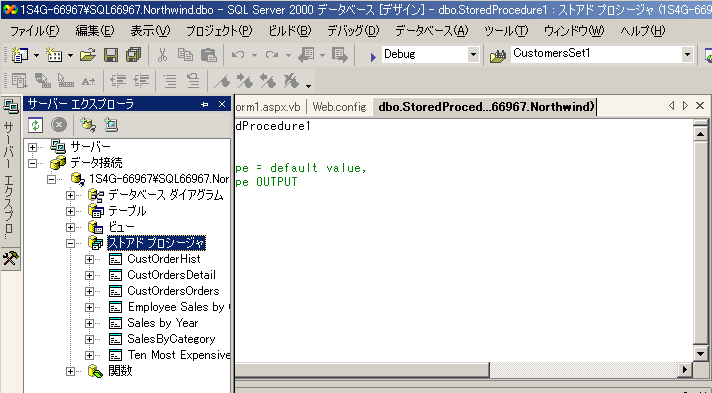 1S4G-66967¥SQL66967.Northwind.dbo - SQL Server 2000 データベース [デザイン] - dbo.StoredProcedure1 : ストアド プロシージャ (1S4G-66967
ファイル(F) 編集(E) 表示(V) プロジェクト(P) ビルド(B) デバッグ(D) データベース(A) ツール(T) ウィンドウ(W) ヘルプ(H)
Debug CustomersSet1
サーバー エクスプローラ
orm1.aspx.vb Web.config dbo.StoredProced...66967.Northwind)
サーバー エクスプロ...
サーバー
データ接続
1S4G-66967¥SQL66967.Nor
データベース ダイアグラム
テーブル
ビュー
ストアド プロシージャ
CustOrderHist
CustOrdersDetail
CustOrdersOrders
Employee Sales by
Sales by Year
SalesByCategory
Ten Most Expensive
関数
dProcedure1
pe = default value,
pe OUTPUT